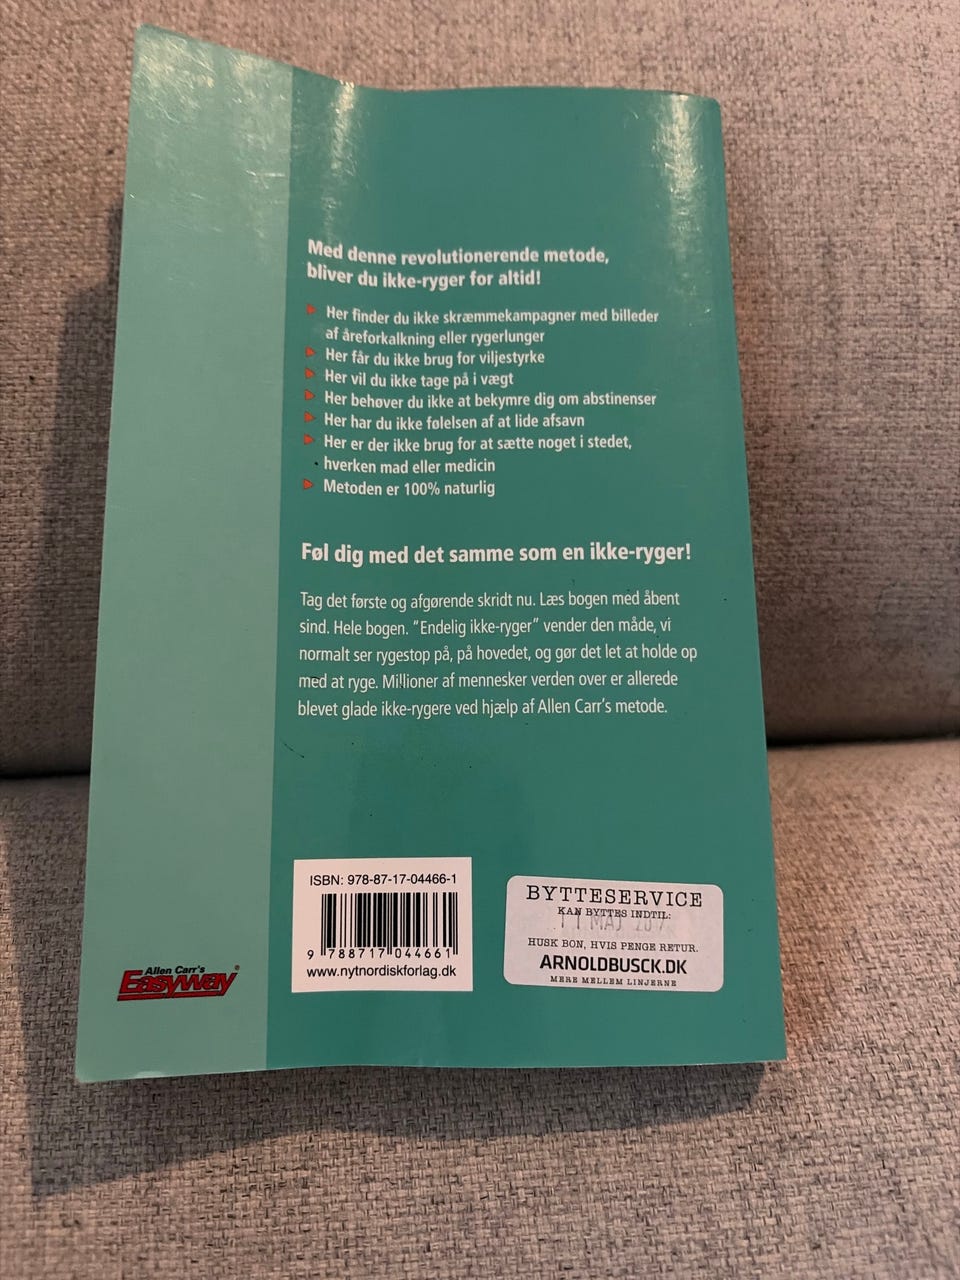 Med denne revolutionerende metode,
bliver du ikke-ryger for altid!
Her finder du ikke skræmmekampagner med billeder
af åreforkalkning eller rygerlunger
Her får du ikke brug for viljestyrke
Her vil du ikke tage på i vægt
Her behøver du ikke at bekymre dig om abstinenser
Her har du ikke følelsen af at lide afsavn
Her er der ikke brug for at sætte noget i stedet,
hverken mad eller medicin
Metoden er 100% naturlig
Føl dig med det samme som en ikke-ryger!
Tag det første og afgørende skridt nu. Læs bogen med åbent
sind. Hele bogen. "Endelig ikke-ryger" vender den måde, vi
normalt ser rygestop på, på hovedet, og gør det let at holde op
med at ryge. Millioner af mennesker verden over er allerede
blevet glade ikke-rygere ved hjælp af Allen Carr's metode.
Allen Carr's
Easyway®
ISBN: 978-87-17-04466-1
9 788717 044661
www.nytnordiskforlag.dk
BYTTESERVICE
KAN BYTTES INDTIL:
MAJ
HUSK BON, HVIS PENGE RETUR.
ARNOLDBUSCK.DK
MERE MELLEM LINJERNE